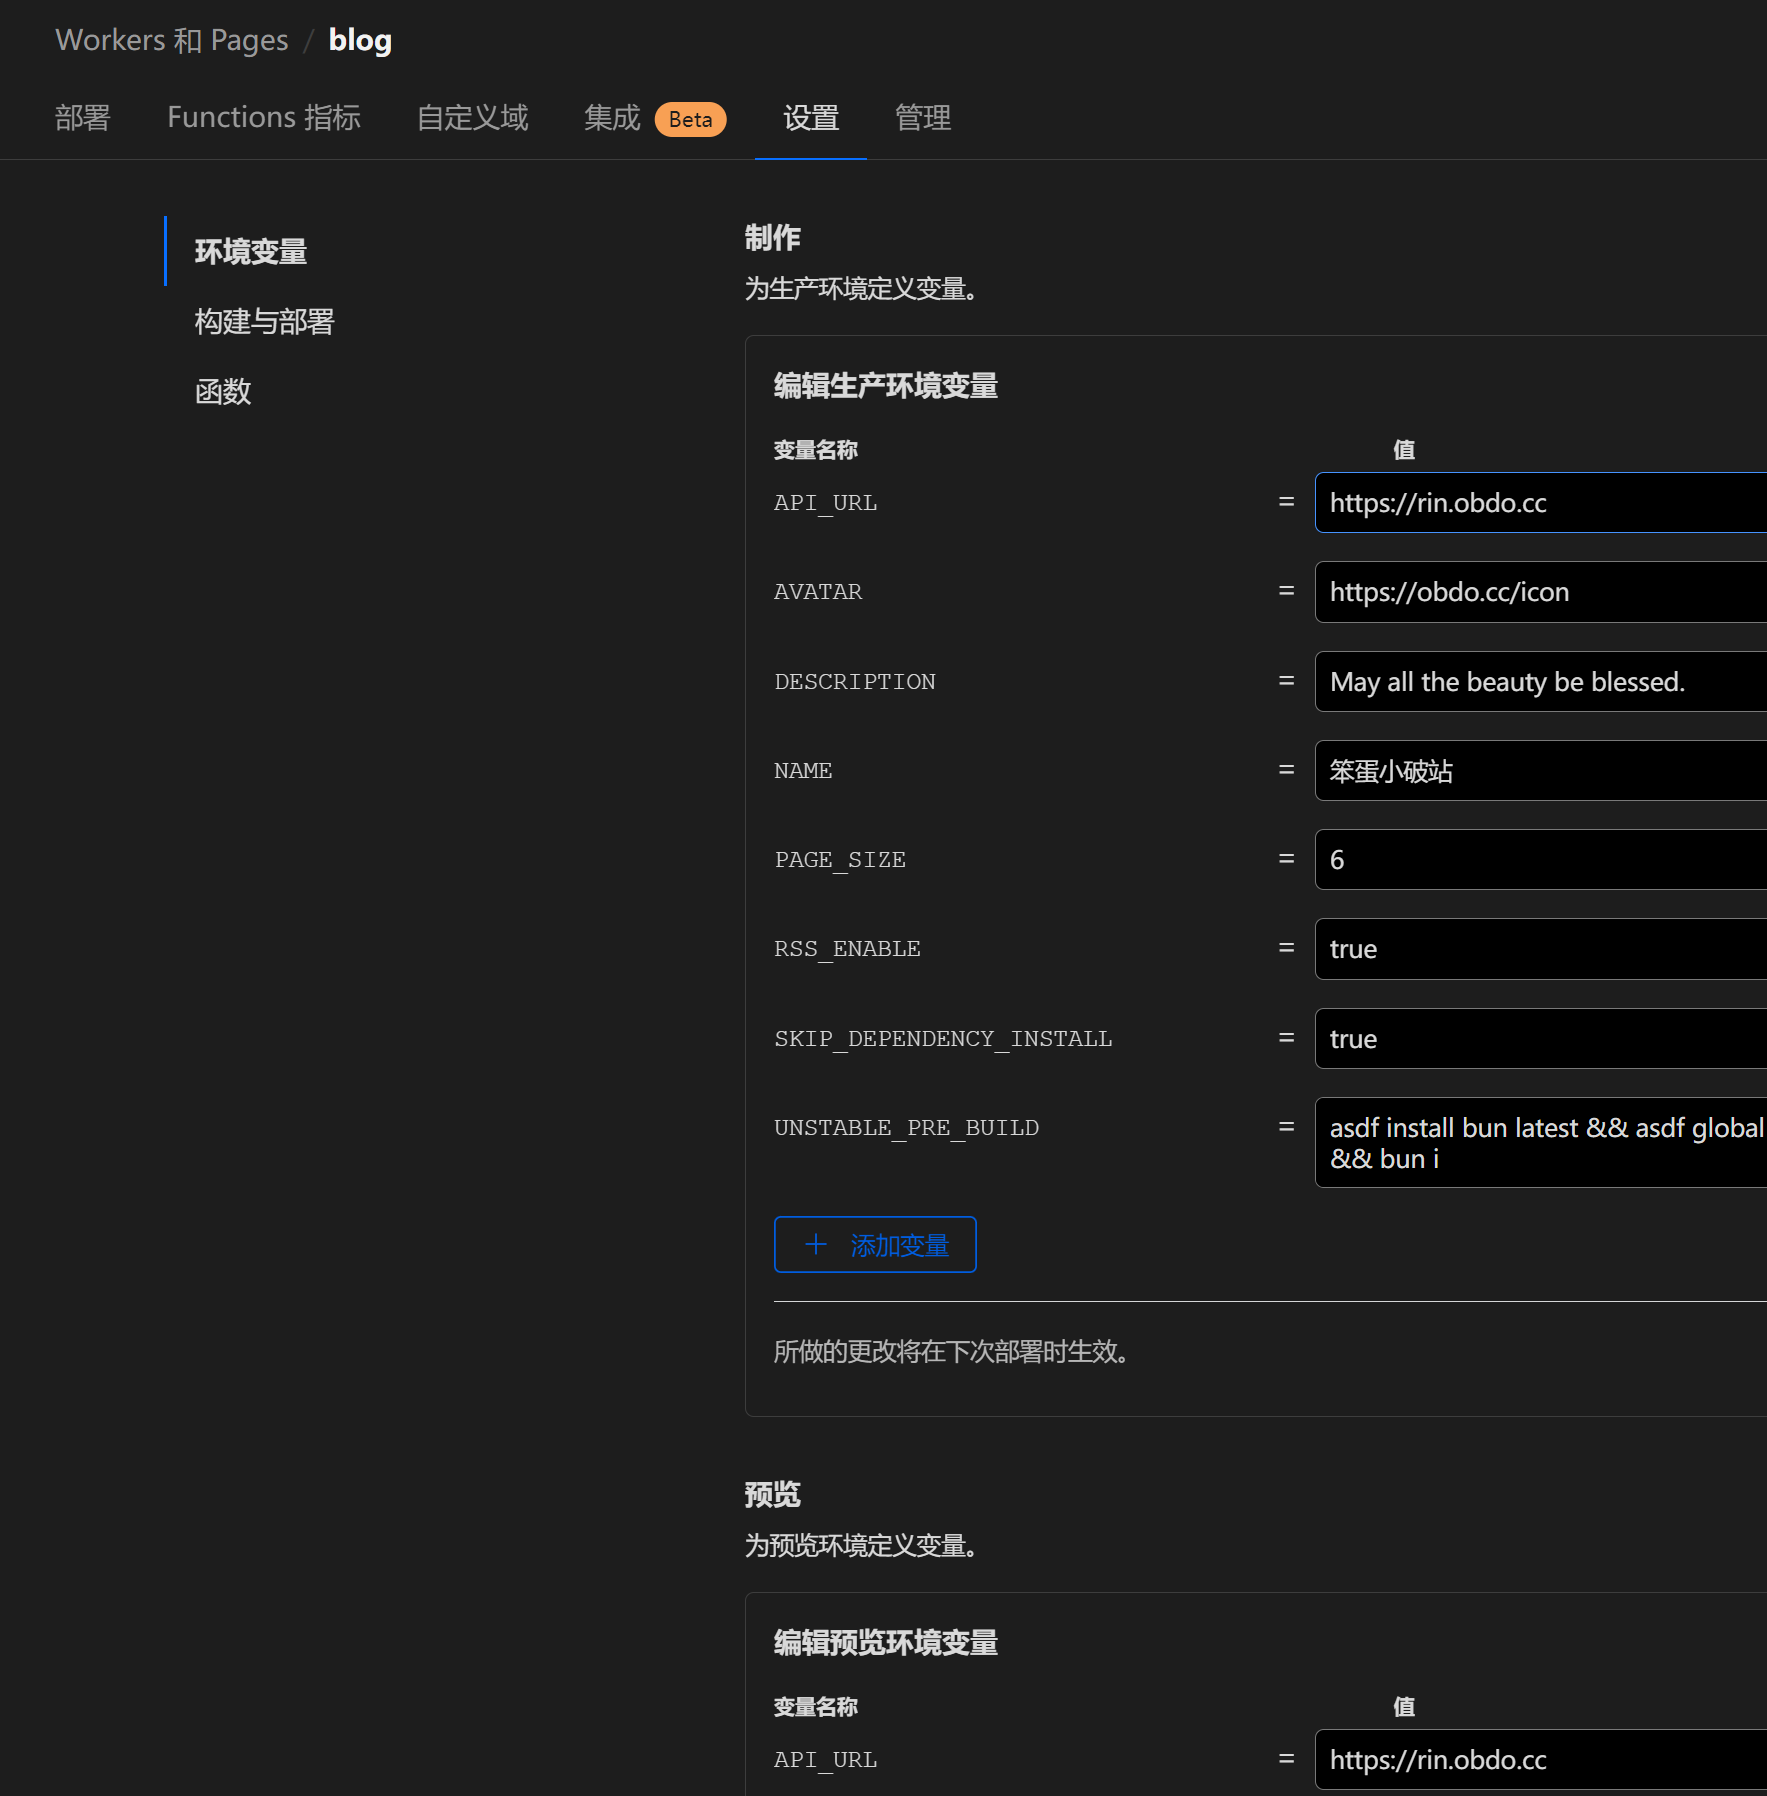 Workers 和 Pages / blog
部署 Functions 指标 自定义域 集成 Beta 设置 管理
环境变量
构建与部署
函数
制作
为生产环境定义变量。
编辑生产环境变量
变量名称 值
API_URL = https://rin.obdo.cc
AVATAR = https://obdo.cc/icon
DESCRIPTION = May all the beauty be blessed.
NAME = 笨蛋小破站
PAGE_SIZE = 6
RSS_ENABLE = true
SKIP_DEPENDENCY_INSTALL = true
UNSTABLE_PRE_BUILD = asdf install bun latest && asdf global
&& bun i
+ 添加变量
所做的更改将在下次部署时生效。
预览
为预览环境定义变量。
编辑预览环境变量
变量名称 值
API_URL = https://rin.obdo.cc